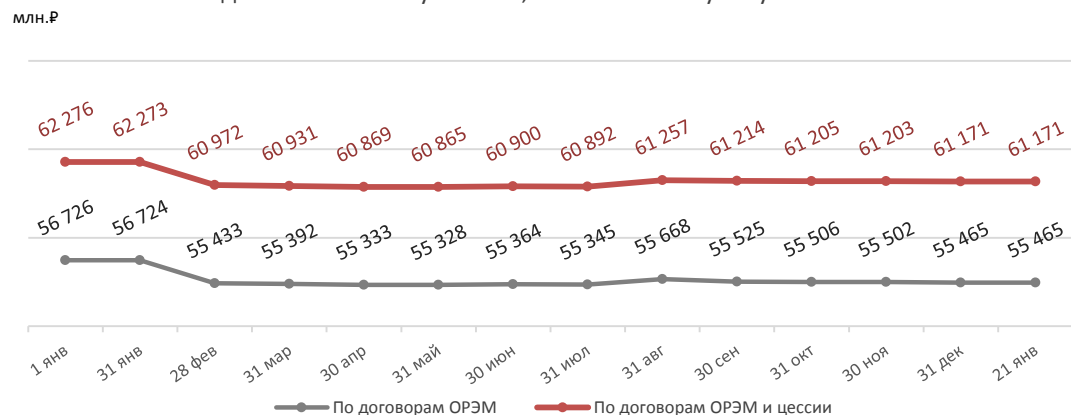 млн.₽
62 276 62 273 60 972 60 931 60 869 60 865 60 900 60 892 61 257 61 214 61 205 61 203 61 171 61 171
56 726 56 724 55 433 55 392 55 333 55 328 55 364 55 345 55 668 55 525 55 506 55 502 55 465 55 465
1 янв 31 янв 28 фев 31 мар 30 апр 31 май 30 июн 31 июл 31 авг 30 сен 31 окт 30 ноя 31 дек 21 янв
По договорам ОРЭМ По договорам ОРЭМ и цессии